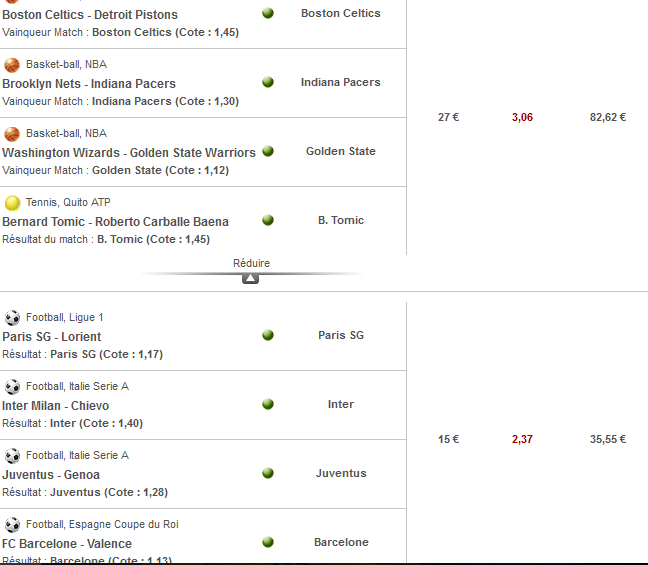 Boston Celtics - Detroit Pistons
Boston Celtics
Vainqueur Match : Boston Celtics (Cote : 1,45)
Basket-ball, NBA
Brooklyn Nets - Indiana Pacers
Indiana Pacers
Vainqueur Match : Indiana Pacers (Cote : 1,30)
27 €
3,06
82,62 €
Basket-ball, NBA
Washington Wizards - Golden State Warriors
Golden State
Vainqueur Match : Golden State (Cote : 1,12)
Tennis, Quito ATP
Bernard Tomic - Roberto Carballe Baena
B. Tomic
Résultat du match : B. Tomic (Cote : 1,45)
Réduire
Football, Ligue 1
Paris SG - Lorient
Paris SG
Résultat : Paris SG (Cote : 1,17)
Football, Italie Serie A
Inter Milan - Chievo
Inter
Résultat : Inter (Cote : 1,40)
15 €
2,37
35,55 €
Football, Italie Serie A
Juventus - Genoa
Juventus
Résultat : Juventus (Cote : 1,28)
Football, Espagne Coupe du Roi
FC Barcelone - Valence
Barcelone
Résultat : Barcelone (Cote : 1,13)